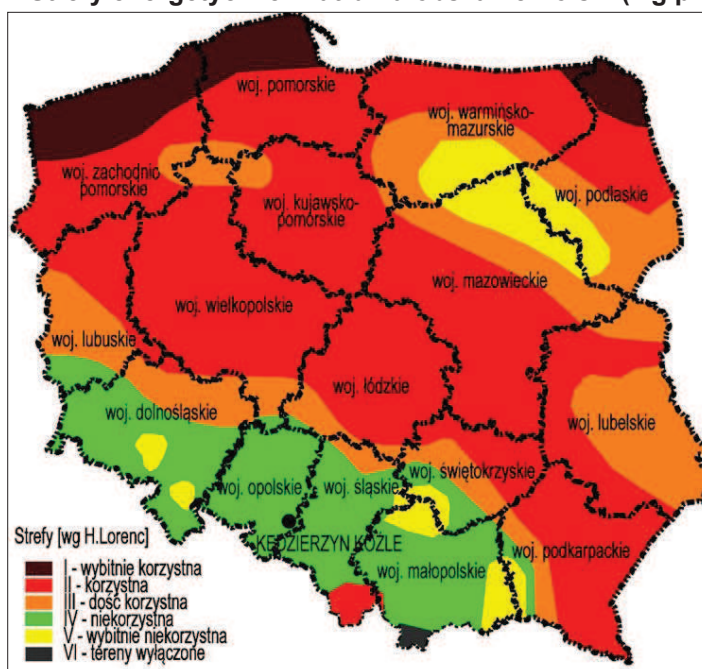 woj. pomorskie
woj. warmińsko-
mazurskie
woj. zachodnio
pomorskie
woj. kujawsko-
pomorskie
woj. podlaskie
woj. mazowieckie
woj. wielkopolskie
woj. lubuskie
woj. łódzkie
woj. lubelskie
woj. dolnośląskie
woj. świętokrzyskie
woj. opolskie
woj. śląskie
KĘDZIERZYN KOŹLE
woj. podkarpackie
woj. małopolskie
Strefy [wg H.Lorenc]
I - wybitnie korzystna
II - korzystna
III - dość korzystna
IV - niekorzystna
V - wybitnie niekorzystna
VI - tereny wyłączone